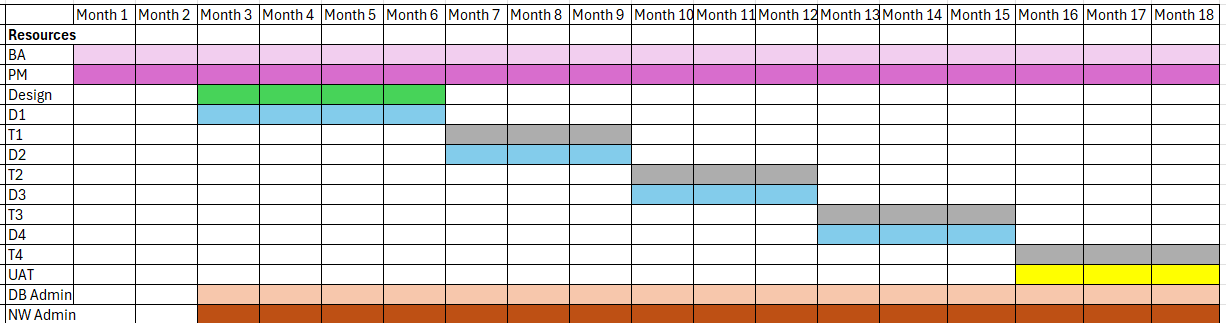 Month 1 Month 2 Month 3 Month 4 Month 5 Month 6 Month 7 Month 8 Month 9 Month 10 Month 11 Month 12 Month 13 Month 14 Month 15 Month 16 Month 17 Month 18
Resources
BA
PM
Design
D1
T1
D2
T2
D3
T3
D4
T4
UAT
DB Admin
NW Admin